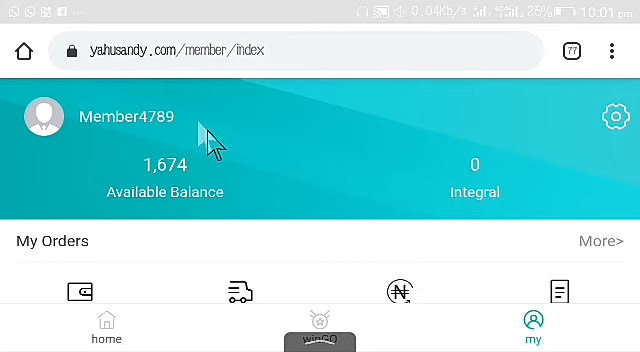 0.04Kb/s 25% 10:01 pm
yahusandy.com/member/index
77
Member4789
1,674
0
Available Balance
Integral
My Orders
More>
home
winGO
my